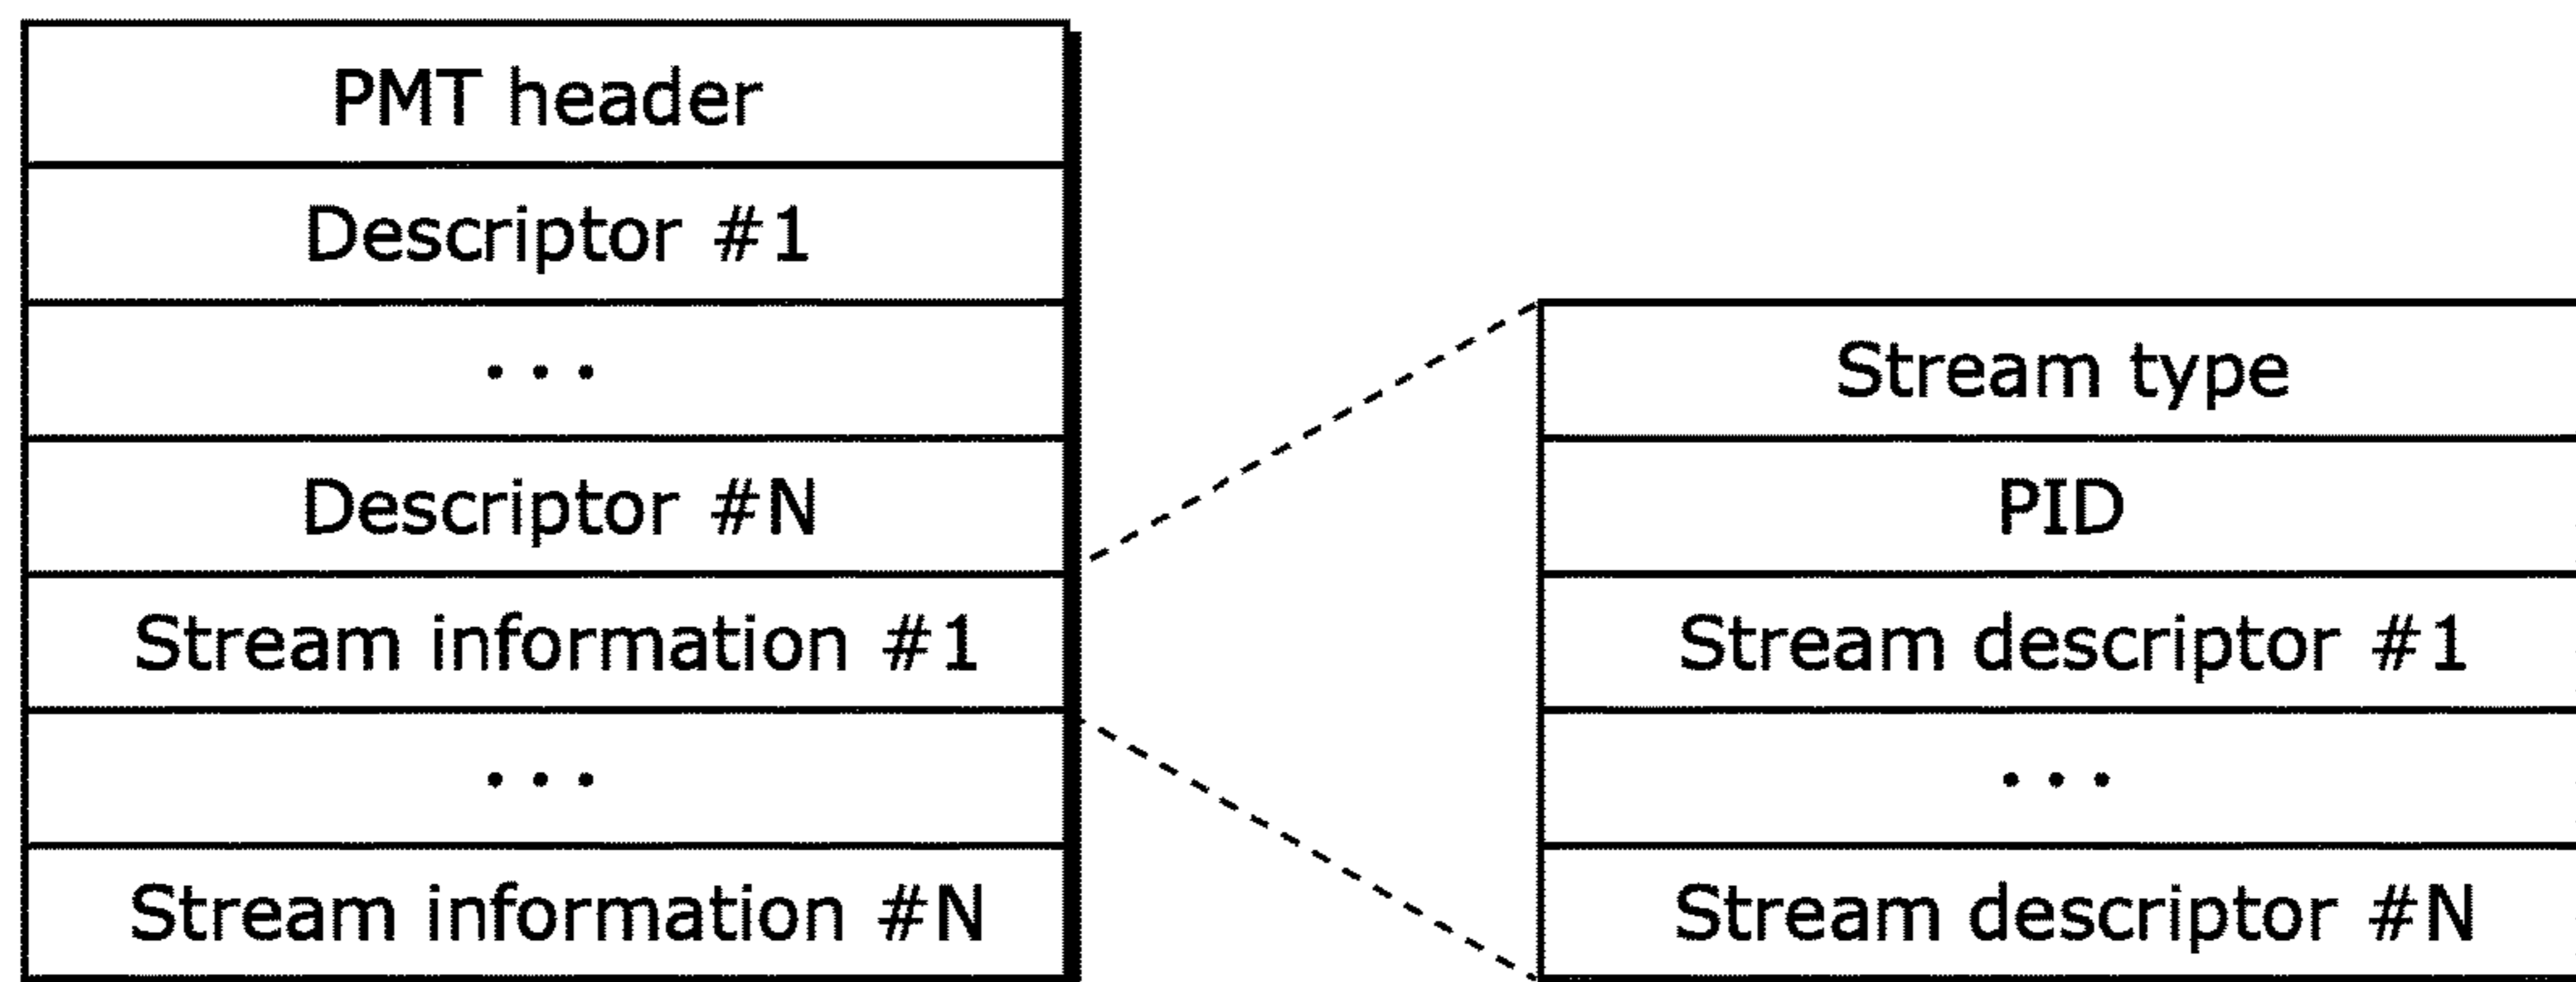 PMT header
Descriptor #1
...
Descriptor #N
Stream information #1
...
Stream information #N
Stream type
PID
Stream descriptor #1
...
Stream descriptor #N